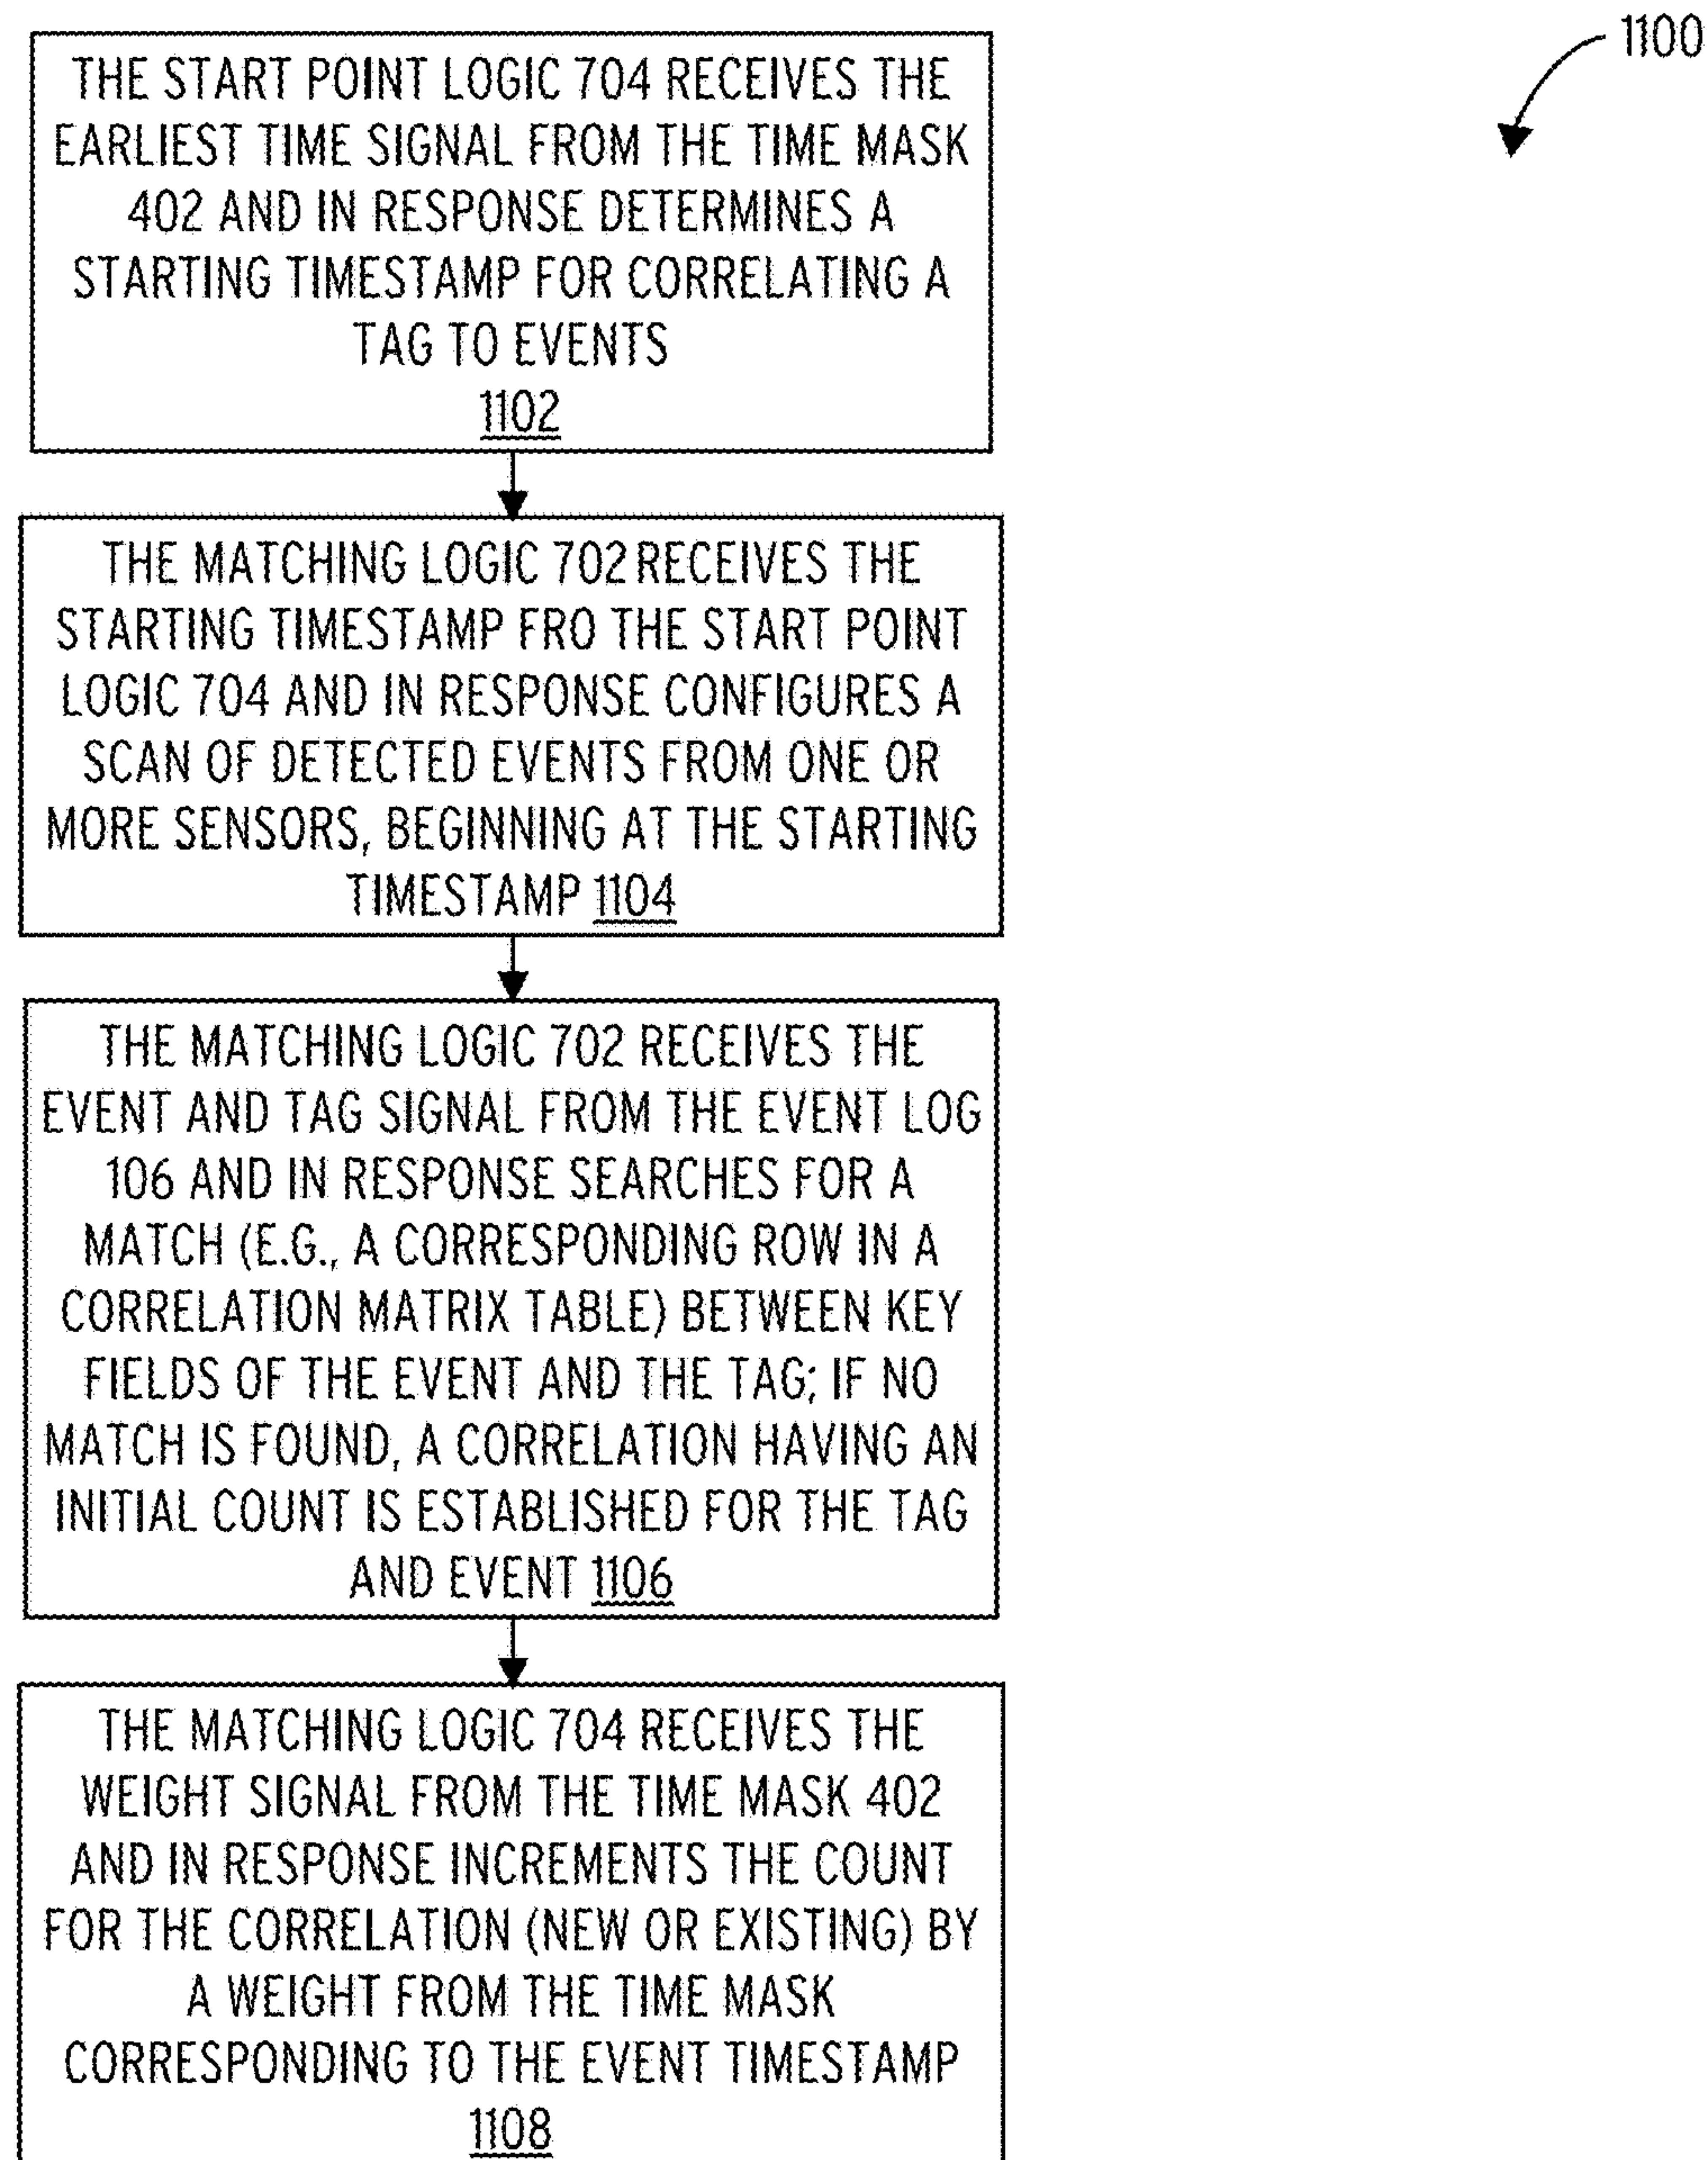 1100
THE START POINT LOGIC 704 RECEIVES THE
EARLIEST TIME SIGNAL FROM THE TIME MASK
402 AND IN RESPONSE DETERMINES A
STARTING TIMESTAMP FOR CORRELATING A
TAG TO EVENTS
1102
THE MATCHING LOGIC 702 RECEIVES THE
STARTING TIMESTAMP FRO THE START POINT
LOGIC 704 AND IN RESPONSE CONFIGURES A
SCAN OF DETECTED EVENTS FROM ONE OR
MORE SENSORS, BEGINNING AT THE STARTING
TIMESTAMP 1104
THE MATCHING LOGIC 702 RECEIVES THE
EVENT AND TAG SIGNAL FROM THE EVENT LOG
106 AND IN RESPONSE SEARCHES FOR A
MATCH (E.G., A CORRESPONDING ROW IN A
CORRELATION MATRIX TABLE) BETWEEN KEY
FIELDS OF THE EVENT AND THE TAG; IF NO
MATCH IS FOUND, A CORRELATION HAVING AN
INITIAL COUNT IS ESTABLISHED FOR THE TAG
AND EVENT 1106
THE MATCHING LOGIC 704 RECEIVES THE
WEIGHT SIGNAL FROM THE TIME MASK 402
AND IN RESPONSE INCREMENTS THE COUNT
FOR THE CORRELATION (NEW OR EXISTING) BY
A WEIGHT FROM THE TIME MASK
CORRESPONDING TO THE EVENT TIMESTAMP
1108